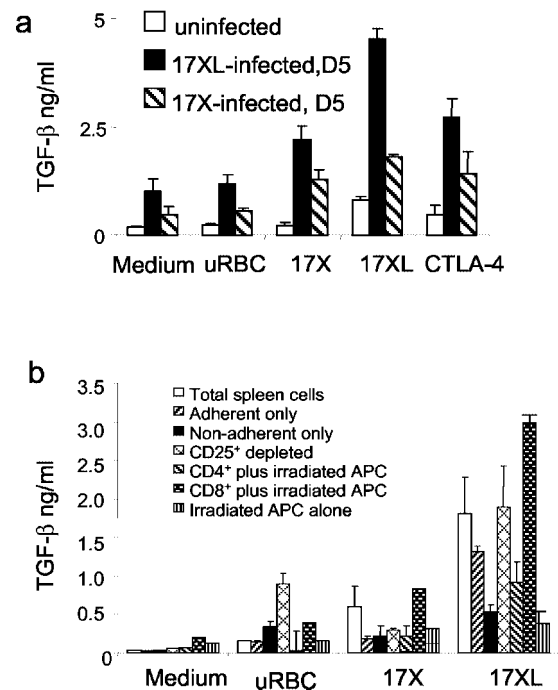 a
5
2.5
0
TGF-β ng/ml
uninfected
17XL-infected,D5
17X-infected, D5
Medium uRBC 17X 17XL CTLA-4
b
3.5
3.0
2.5
2.0
1.5
1.0
0.5
0
TGF-β ng/ml
Total spleen cells
Adherent only
Non-adherent only
CD25⁺ depleted
CD4⁺ plus irradiated APC
CD8⁺ plus irradiated APC
Irradiated APC alone
Medium uRBC 17X 17XL